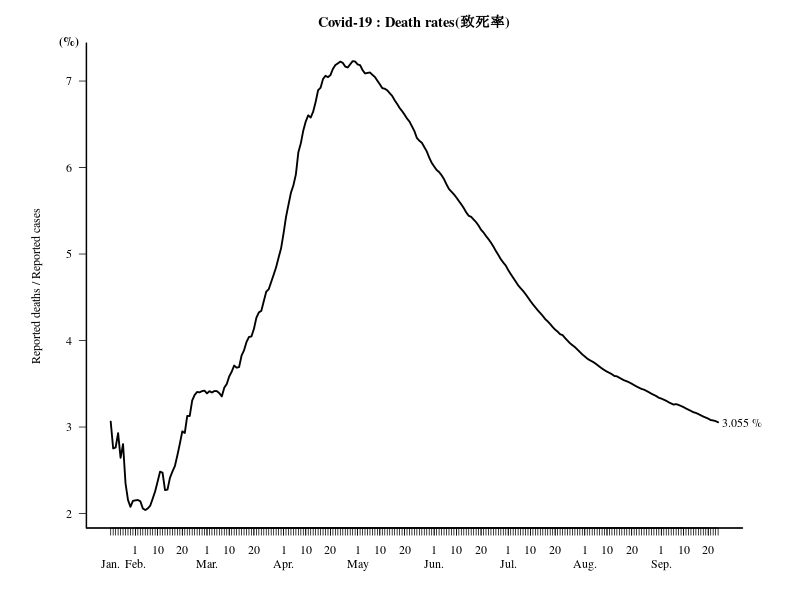 Covid-19 : Death rates(致死率)
(%)
7
6
5
4
3
2
Reported deaths / Reported cases
3.055 %
1 10 20 1 10 20 1 10 20 1 10 20 1 10 20 1 10 20 1 10 20 1 10 20
Jan. Feb. Mar. Apr. May Jun. Jul. Aug. Sep.